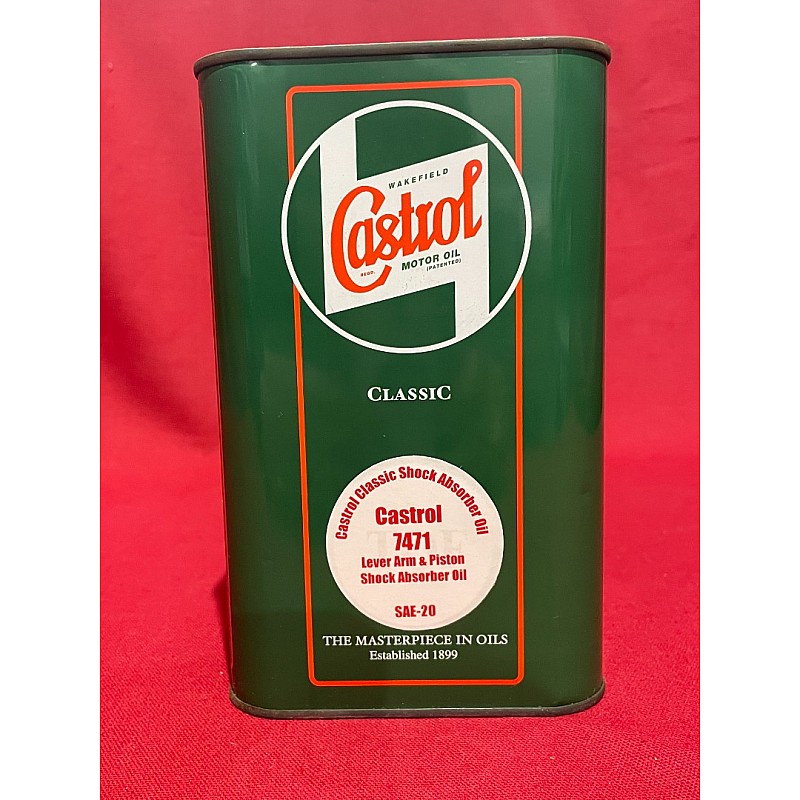 WAKEFIELD
Castrol
REGD.
MOTOR OIL
(PATENTED)
CLASSIC
Castrol Classic Shock Absorber Oil
Castrol
7471
Lever Arm & Piston
Shock Absorber Oil
SAE-20
THE MASTERPIECE IN OILS
Established 1899